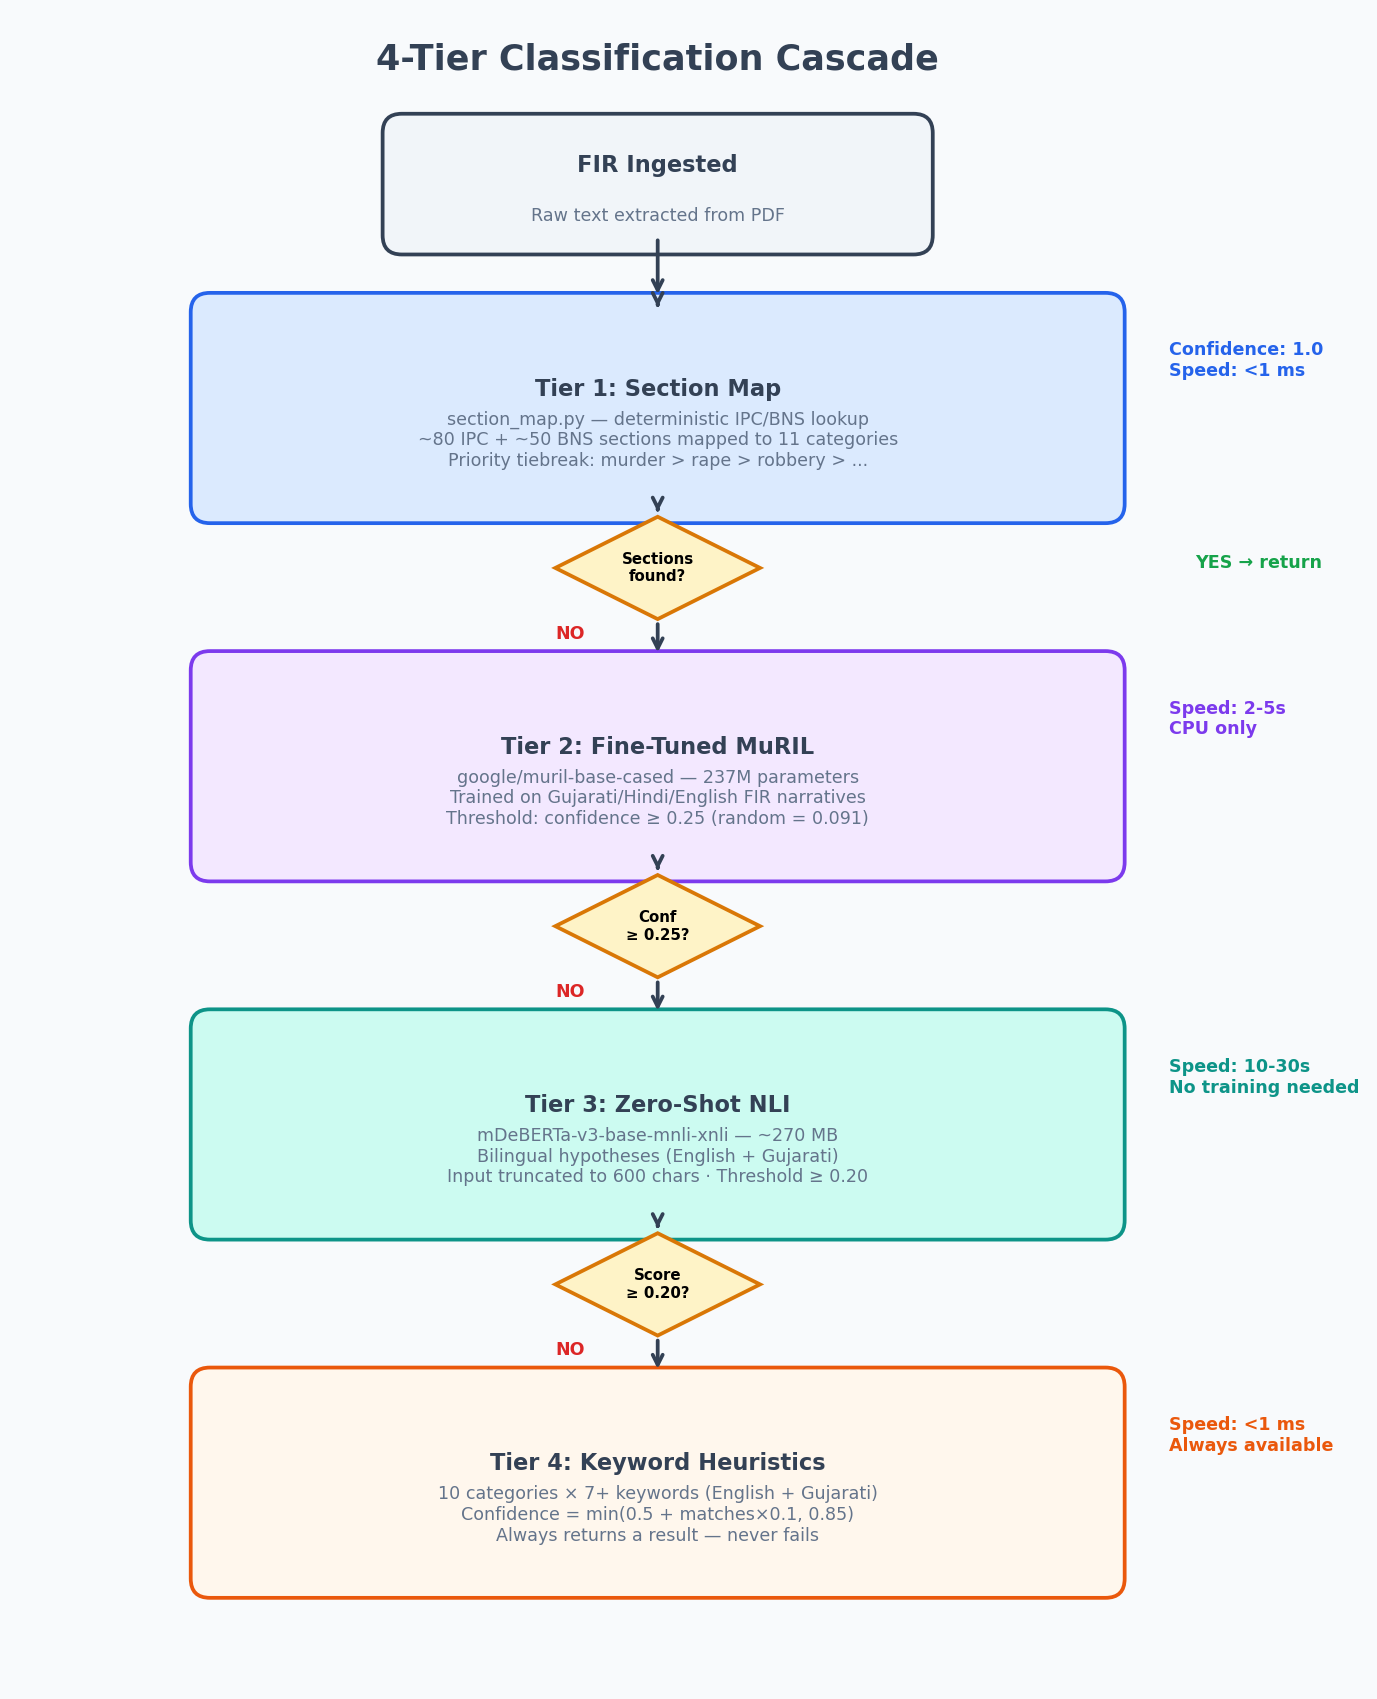 4-Tier Classification Cascade
FIR Ingested
Raw text extracted from PDF
Confidence: 1.0
Speed: <1 ms
Tier 1: Section Map
section_map.py — deterministic IPC/BNS lookup
~80 IPC + ~50 BNS sections mapped to 11 categories
Priority tiebreak: murder > rape > robbery > ...
Sections
found?
YES → return
NO
Speed: 2-5s
CPU only
Tier 2: Fine-Tuned MuRIL
google/muril-base-cased — 237M parameters
Trained on Gujarati/Hindi/English FIR narratives
Threshold: confidence ≥ 0.25 (random = 0.091)
Conf
≥ 0.25?
NO
Speed: 10-30s
No training needed
Tier 3: Zero-Shot NLI
mDeBERTa-v3-base-mnli-xnli — ~270 MB
Bilingual hypotheses (English + Gujarati)
Input truncated to 600 chars · Threshold ≥ 0.20
Score
≥ 0.20?
NO
Speed: <1 ms
Always available
Tier 4: Keyword Heuristics
10 categories × 7+ keywords (English + Gujarati)
Confidence = min(0.5 + matches×0.1, 0.85)
Always returns a result — never fails